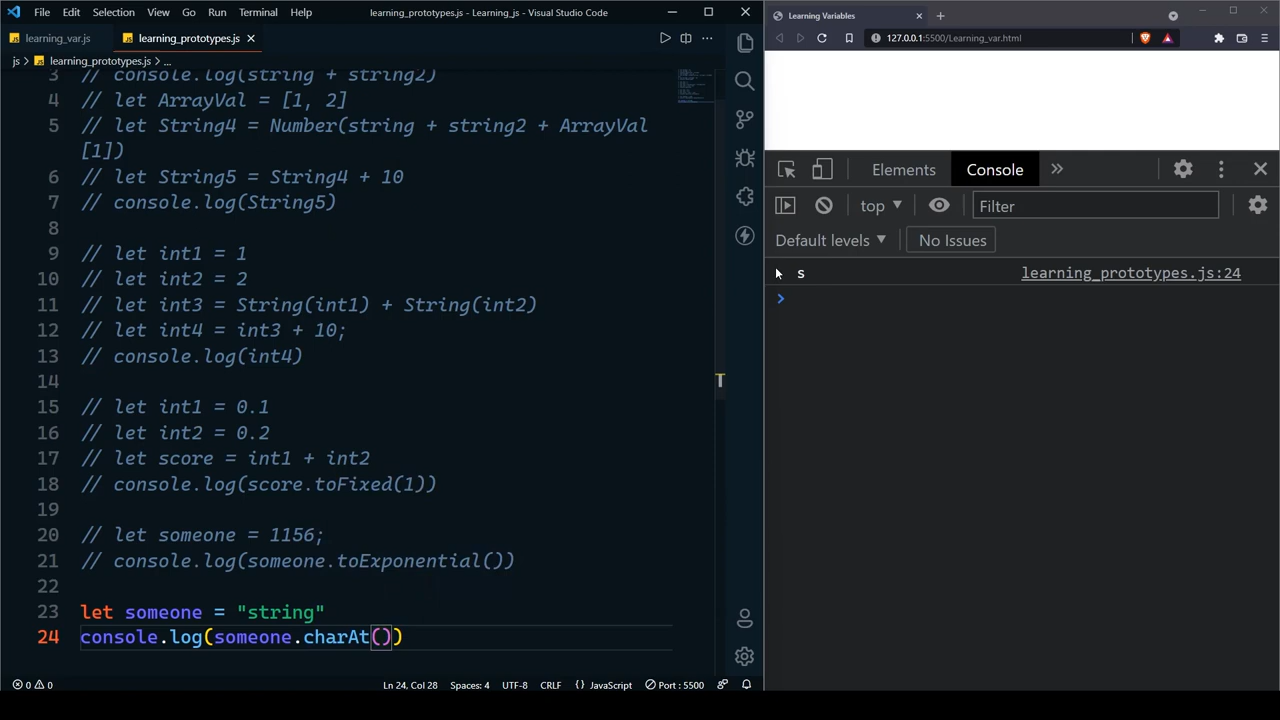 File Edit Selection View Go Run Terminal Help learning_prototypes.js - Learning_js - Visual Studio Code
learning_var.js learning_prototypes.js
js > learning_prototypes.js > ...
3 // console.log(string + string2)
4 // let ArrayVal = [1, 2]
5 // let String4 = Number(string + string2 + ArrayVal
[1])
6 // let String5 = String4 + 10
7 // console.log(String5)
8
9 // let int1 = 1
10 // let int2 = 2
11 // let int3 = String(int1) + String(int2)
12 // let int4 = int3 + 10;
13 // console.log(int4)
14
15 // let int1 = 0.1
16 // let int2 = 0.2
17 // let score = int1 + int2
18 // console.log(score.toFixed(1))
19
20 // let someone = 1156;
21 // console.log(someone.toExponential())
22
23 let someone = "string"
24 console.log(someone.charAt())
0 0 Ln 24, Col 28 Spaces: 4 UTF-8 CRLF {} JavaScript Port : 5500
Learning Variables
127.0.0.1:5500/Learning_var.html
Elements Console
top Filter
Default levels No Issues
s learning_prototypes.js:24